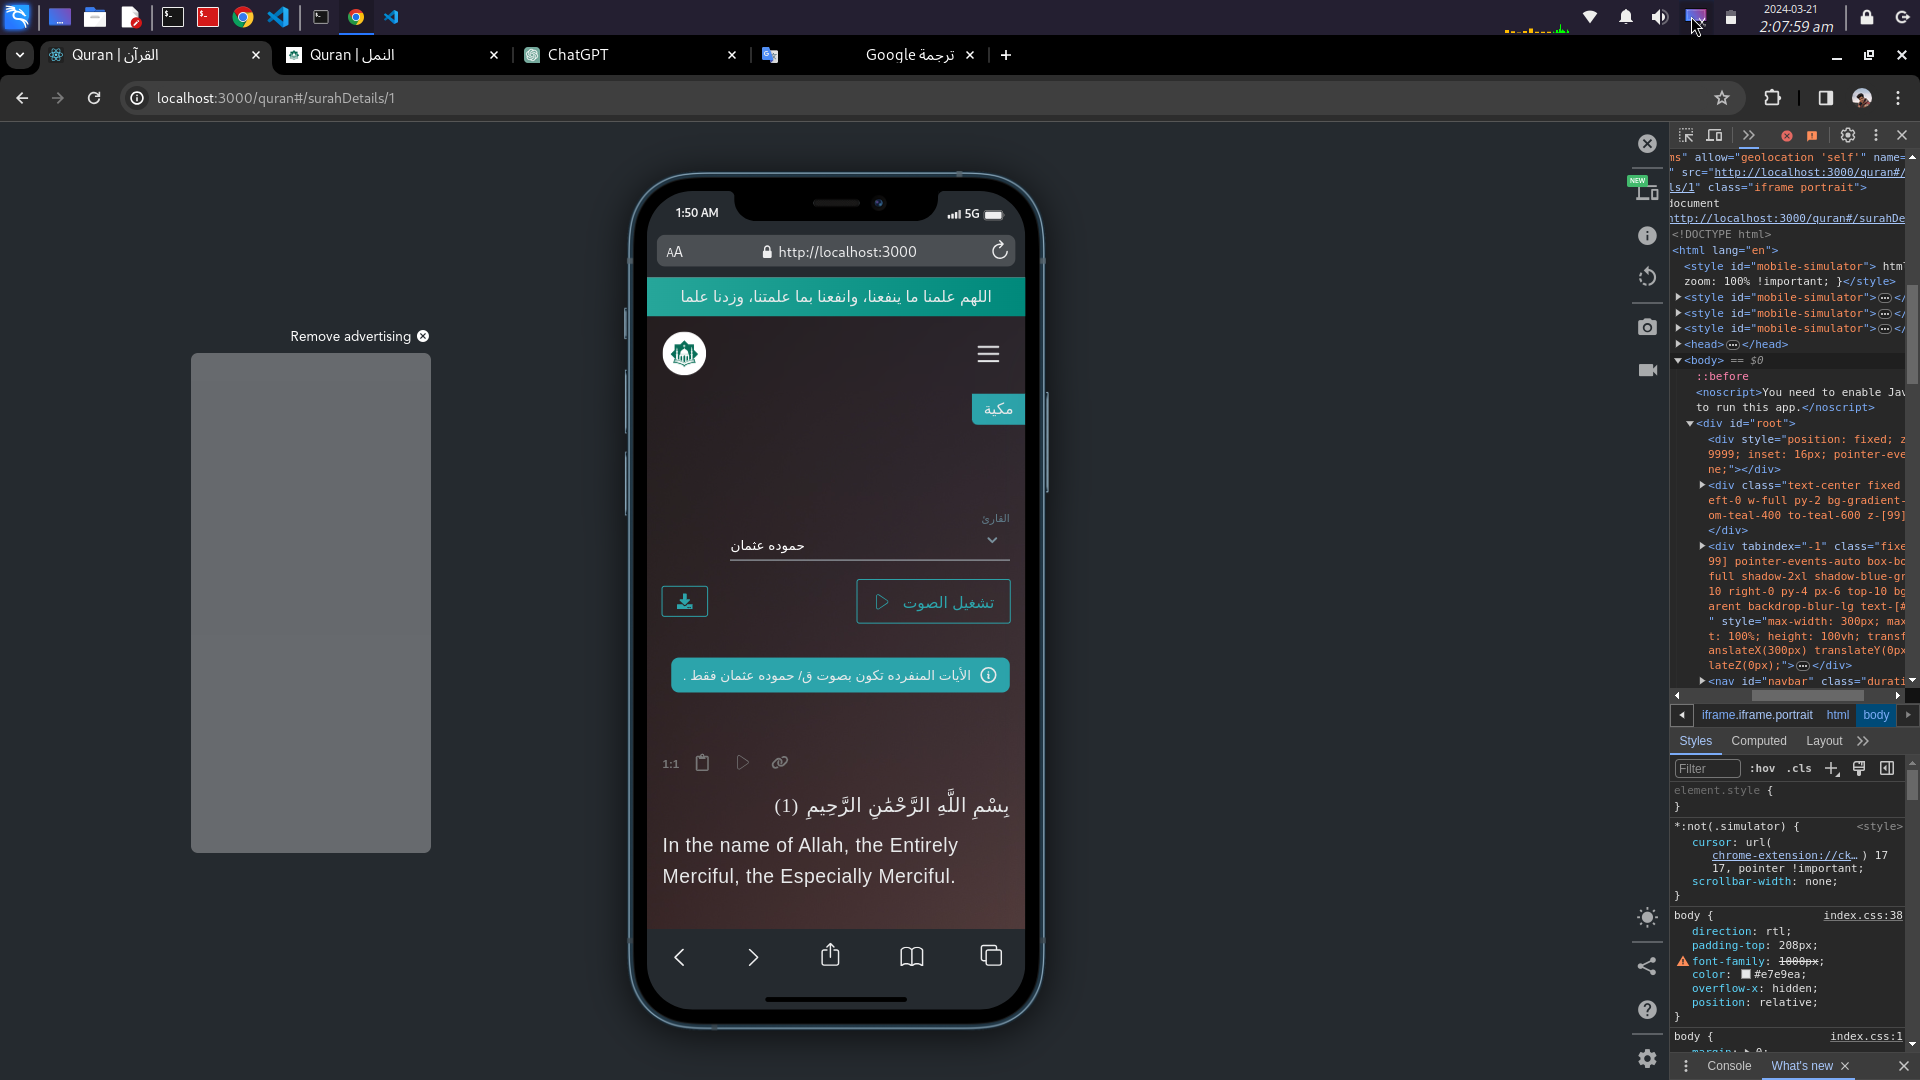 2024-03-21
2:07:59 am
Quran | القرآن
Quran | النمل
ChatGPT
ترجمة Google
localhost:3000/quran#/surahDetails/1
Remove advertising
1:50 AM
5G
AA
http://localhost:3000
اللهم علمنا ما ينفعنا، وانفعنا بما علمتنا، وزدنا علما
مكية
القارئ
حموده عثمان
تشغيل الصوت
الأيات المنفرده تكون بصوت ق/ حموده عثمان فقط .
1:1
بِسْمِ اللَّهِ الرَّحْمَٰنِ الرَّحِيمِ (1)
In the name of Allah, the Entirely
Merciful, the Especially Merciful.
NEW
ms" allow="geolocation 'self'" name=
" src="http://localhost:3000/quran#/
ls/1" class="iframe portrait">
document
http://localhost:3000/quran#/surahDe
<!DOCTYPE html>
<html lang="en">
<style id="mobile-simulator"> html
zoom: 100% !important; }</style>
<style id="mobile-simulator">
<style id="mobile-simulator">
<style id="mobile-simulator">
<head></head>
<body> == $0
::before
<noscript>You need to enable Jav
to run this app.</noscript>
<div id="root">
<div style="position: fixed; z
9999; inset: 16px; pointer-eve
ne;"></div>
<div class="text-center fixed
eft-0 w-full py-2 bg-gradient-
om-teal-400 to-teal-600 z-[99]
</div>
<div tabindex="-1" class="fixe
99] pointer-events-auto box-bo
full shadow-2xl shadow-blue-gr
10 right-0 py-4 px-6 top-10 bg
arent backdrop-blur-lg text-[#
" style="max-width: 300px; max
t: 100%; height: 100vh; transf
anslateX(300px) translateY(0px
lateZ(0px);"></div>
<nav id="navbar" class="durati
iframe.iframe.portrait html body
Styles Computed Layout
Filter :hov .cls
element.style {
}
*:not(.simulator) { <style>
cursor: url(
chrome-extension://ck… ) 17
17, pointer !important;
scrollbar-width: none;
}
body { index.css:38
direction: rtl;
padding-top: 208px;
font-family: 1000px;
color: #e7e9ea;
overflow-x: hidden;
position: relative;
}
body { index.css:1
Console What's new